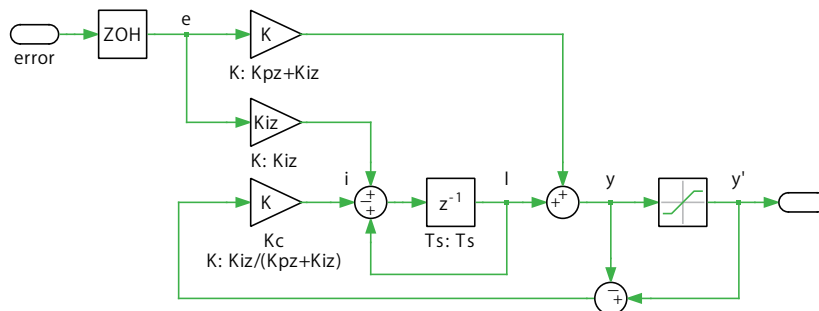 error
ZOH
e
K
K: Kpz+Kiz
Kiz
K: Kiz
K
Kc
K: Kiz/(Kpz+Kiz)
i
+
−
+
z⁻¹
Ts: Ts
I
+
+
y
y'
−
+